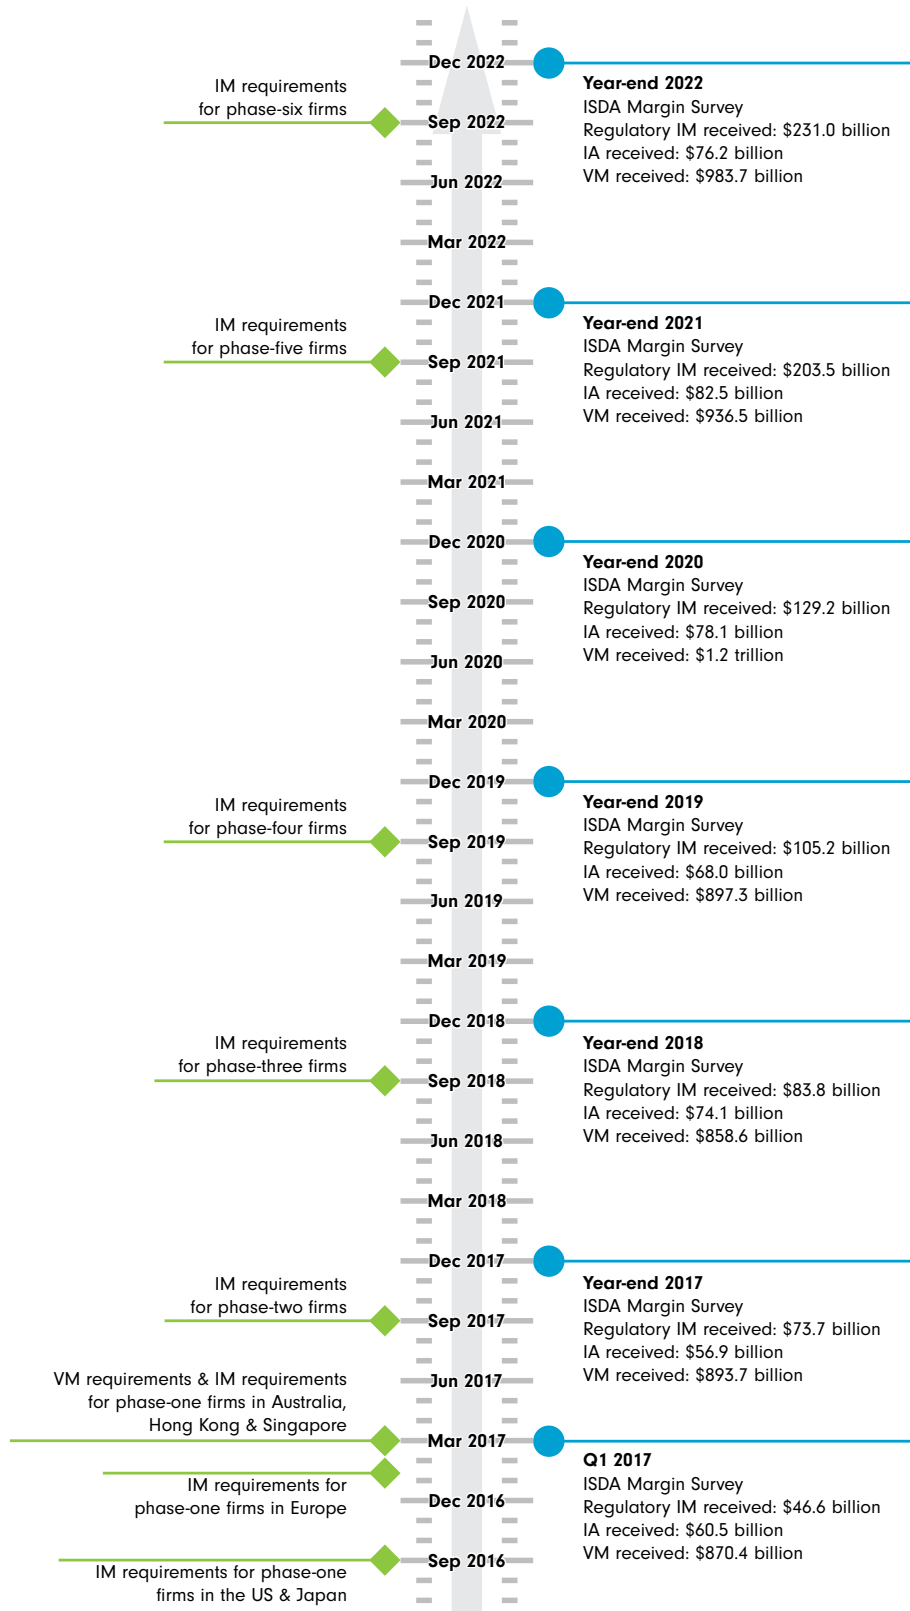 Dec 2022
Year-end 2022
ISDA Margin Survey
Regulatory IM received: $231.0 billion
IA received: $76.2 billion
VM received: $983.7 billion
IM requirements
for phase-six firms
Sep 2022
Jun 2022
Mar 2022
Dec 2021
Year-end 2021
ISDA Margin Survey
Regulatory IM received: $203.5 billion
IA received: $82.5 billion
VM received: $936.5 billion
IM requirements
for phase-five firms
Sep 2021
Jun 2021
Mar 2021
Dec 2020
Year-end 2020
ISDA Margin Survey
Regulatory IM received: $129.2 billion
IA received: $78.1 billion
VM received: $1.2 trillion
Sep 2020
Jun 2020
Mar 2020
Dec 2019
Year-end 2019
ISDA Margin Survey
Regulatory IM received: $105.2 billion
IA received: $68.0 billion
VM received: $897.3 billion
IM requirements
for phase-four firms
Sep 2019
Jun 2019
Mar 2019
Dec 2018
Year-end 2018
ISDA Margin Survey
Regulatory IM received: $83.8 billion
IA received: $74.1 billion
VM received: $858.6 billion
IM requirements
for phase-three firms
Sep 2018
Jun 2018
Mar 2018
Dec 2017
Year-end 2017
ISDA Margin Survey
Regulatory IM received: $73.7 billion
IA received: $56.9 billion
VM received: $893.7 billion
IM requirements
for phase-two firms
Sep 2017
Jun 2017
VM requirements & IM requirements
for phase-one firms in Australia,
Hong Kong & Singapore
Mar 2017
Q1 2017
ISDA Margin Survey
Regulatory IM received: $46.6 billion
IA received: $60.5 billion
VM received: $870.4 billion
IM requirements for
phase-one firms in Europe
Dec 2016
Sep 2016
IM requirements for phase-one
firms in the US & Japan